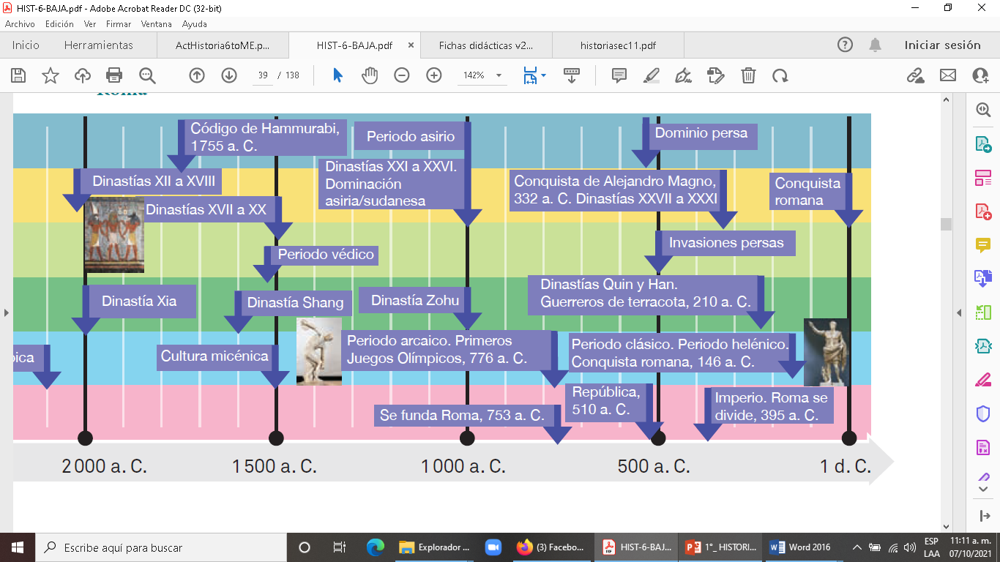 HIST-6-BAJA.pdf - Adobe Acrobat Reader DC (32-bit)
Archivo Edición Ver Firmar Ventana Ayuda
Inicio Herramientas ActHistoria6toME.p... HIST-6-BAJA.pdf Fichas didácticas v2... historiasec11.pdf Iniciar sesión
39 / 138 142%
Roma
Código de Hammurabi,
1755 a. C.
Periodo asirio
Dominio persa
Dinastías XII a XVIII
Dinastías XVII a XX
Dinastías XXI a XXVI.
Dominación
asiria/sudanesa
Conquista de Alejandro Magno,
332 a. C. Dinastías XXVII a XXXI
Conquista
romana
Periodo védico
Invasiones persas
Dinastía Xia
Dinastía Shang
Dinastía Zohu
Dinastías Quin y Han.
Guerreros de terracota, 210 a. C.
Cultura micénica
Periodo arcaico. Primeros
Juegos Olímpicos, 776 a. C.
Periodo clásico. Periodo helénico.
Conquista romana, 146 a. C.
Se funda Roma, 753 a. C.
República,
510 a. C.
Imperio. Roma se
divide, 395 a. C.
2 000 a. C. 1 500 a. C. 1 000 a. C. 500 a. C. 1 d. C.
Escribe aquí para buscar
Explorador ...
(3) Facebo...
HIST-6-BAJ...
1°_ HISTORI...
Word 2016
ESP
LAA
11:11 a. m.
07/10/2021